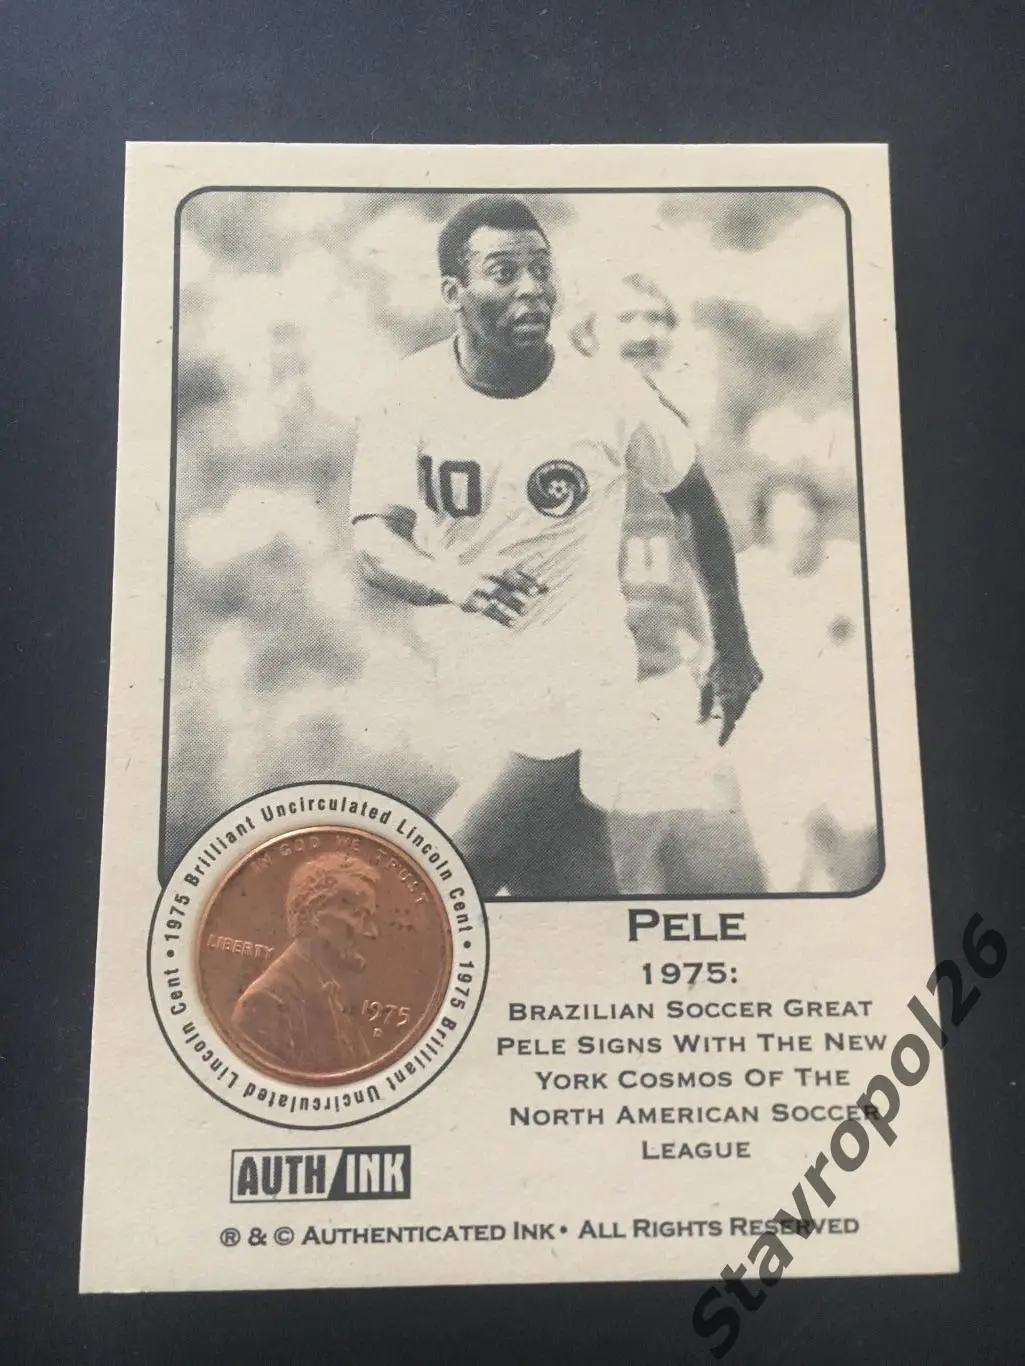 10
1975 Brilliant Uncirculated Lincoln Cent • 1975 Brilliant Uncirculated Lincoln Cent •
IN GOD WE TRUST
LIBERTY
1975
D
PELE
1975:
BRAZILIAN SOCCER GREAT
PELE SIGNS WITH THE NEW
YORK COSMOS OF THE
NORTH AMERICAN SOCCER
LEAGUE
AUTH/INK
® & © AUTHENTICATED INK • ALL RIGHTS RESERVED
Stavropol26